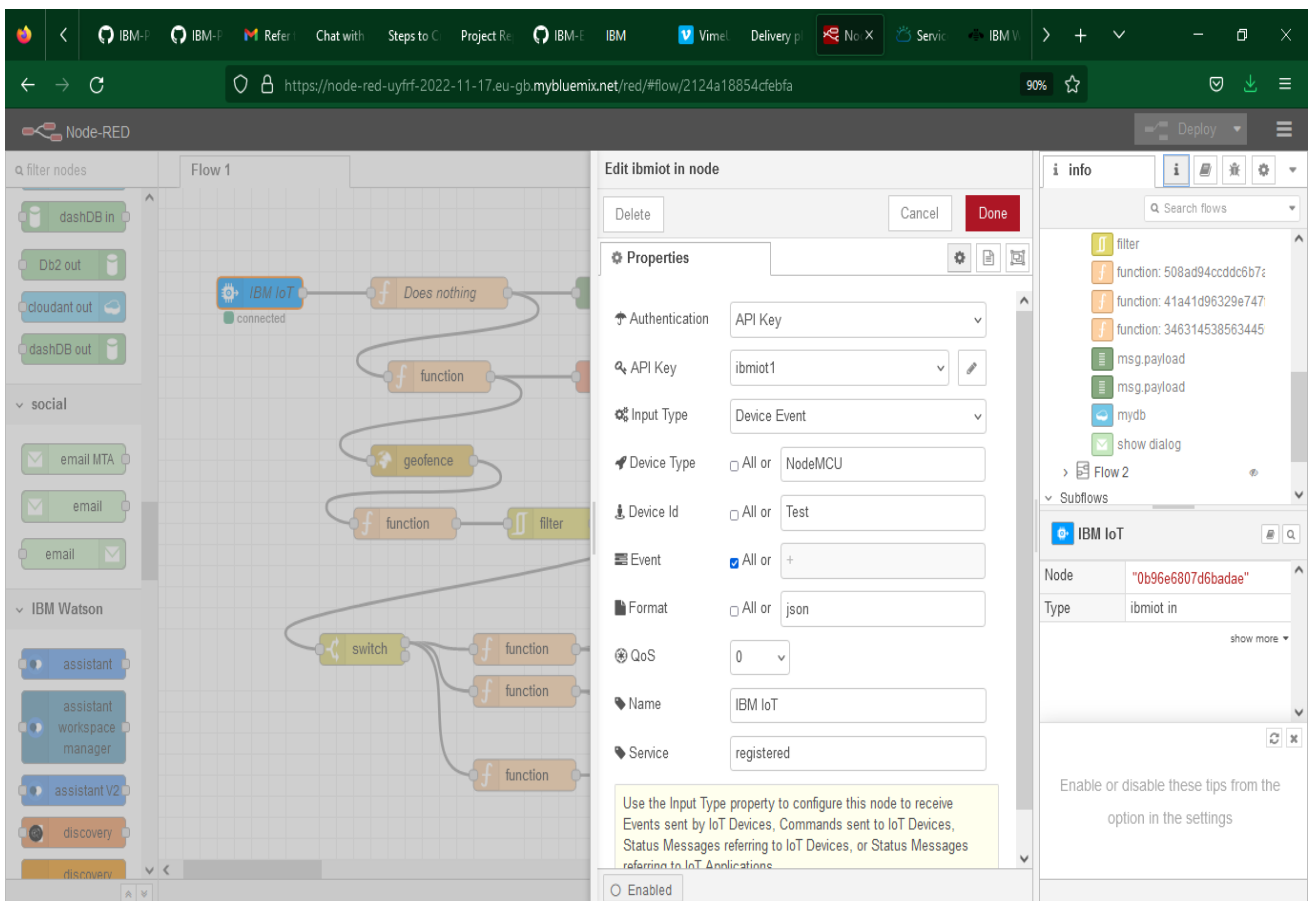 IBM-P IBM-P Refer t Chat with Steps to C Project Re IBM-E IBM Vime Delivery pl No Servic IBM W
https://node-red-uyfrf-2022-11-17.eu-gb.mybluemix.net/red/#flow/2124a18854cfebfa 90%
Node-RED Deploy
filter nodes Flow 1 Edit ibmiot in node i info i
Delete Cancel Done Search flows
dashDB in
Db2 out
cloudant out
dashDB out
social
email MTA
email
email
IBM Watson
assistant
assistant
workspace
manager
assistant V2
discovery
discovery
IBM IoT Does nothing
connected
function
geofence
function filter
switch function
function
function
Properties
Authentication API Key
API Key ibmiot1
Input Type Device Event
Device Type All or NodeMCU
Device Id All or Test
Event All or +
Format All or json
QoS 0
Name IBM IoT
Service registered
Use the Input Type property to configure this node to receive
Events sent by IoT Devices, Commands sent to IoT Devices,
Status Messages referring to IoT Devices, or Status Messages
referring to IoT Applications
Enabled
filter
function: 508ad94ccddc6b7a
function: 41a41d96329e747
function: 346314538563445
msg.payload
msg.payload
mydb
show dialog
Flow 2
Subflows
IBM IoT
Node "0b96e6807d6badae"
Type ibmiot in
show more
Enable or disable these tips from the
option in the settings